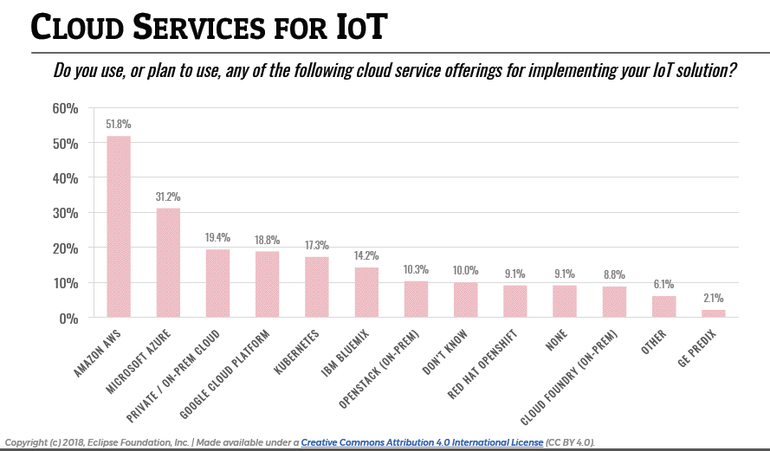 CLOUD SERVICES FOR IOT
Do you use, or plan to use, any of the following cloud service offerings for implementing your IoT solution?
60%
50%
40%
30%
20%
10%
0%
51.8%
31.2%
19.4%
18.8%
17.3%
14.2%
10.3%
10.0%
9.1%
9.1%
8.8%
6.1%
2.1%
AMAZON AWS
MICROSOFT AZURE
PRIVATE / ON-PREM CLOUD
GOOGLE CLOUD PLATFORM
KUBERNETES
IBM BLUEMIX
OPENSTACK (ON-PREM)
DON'T KNOW
RED HAT OPENSHIFT
NONE
CLOUD FOUNDRY (ON-PREM)
OTHER
GE PREDIX
Copyright (c) 2018, Eclipse Foundation, Inc. | Made available under a Creative Commons Attribution 4.0 International License (CC BY 4.0).